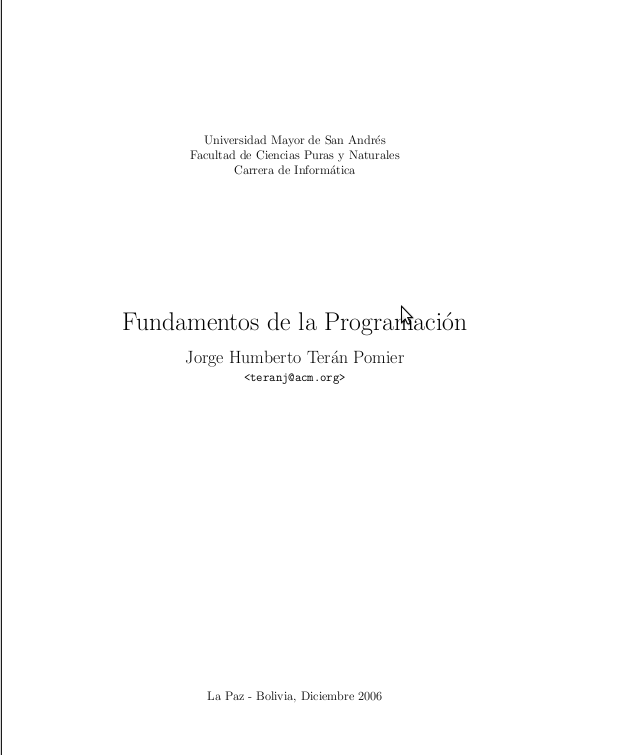 Universidad Mayor de San Andrés
Facultad de Ciencias Puras y Naturales
Carrera de Informática
Fundamentos de la Programación
Jorge Humberto Terán Pomier
<teranj@acm.org>
La Paz - Bolivia, Diciembre 2006